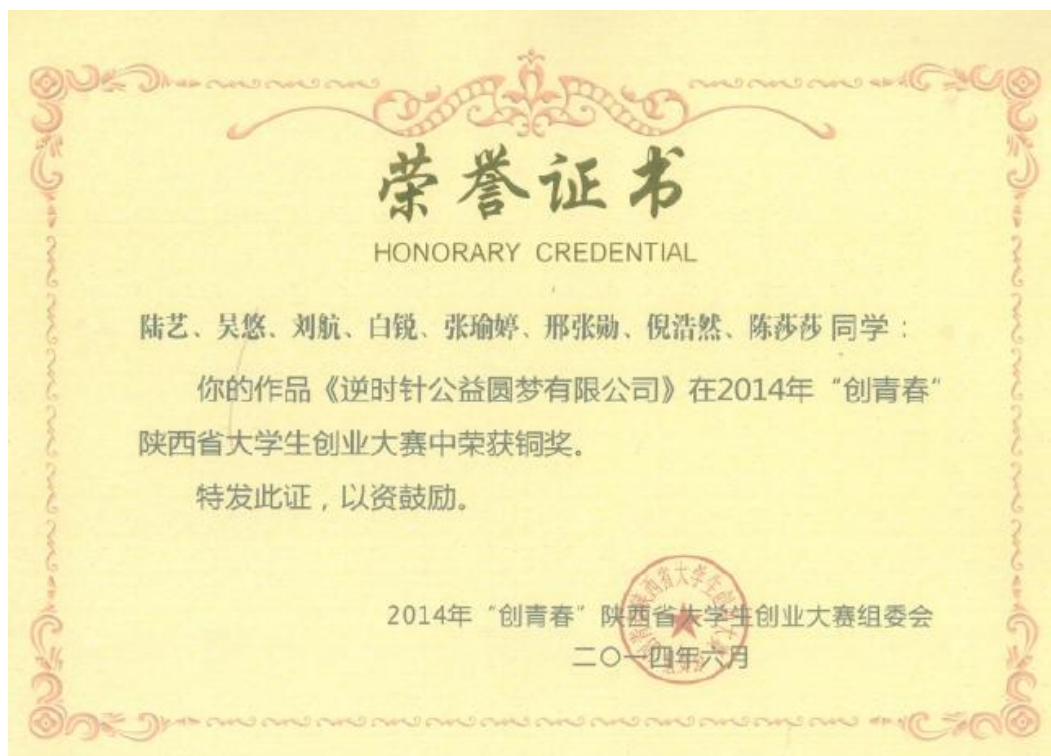 荣誉证书
HONORARY CREDENTIAL
陆艺、吴悠、刘航、白锐、张瑜婷、邢张勋、倪浩然、陈莎莎同学：
你的作品《逆时针公益圆梦有限公司》在2014年“创青春”
陕西省大学生创业大赛中荣获铜奖。
特发此证，以资鼓励。
2014年“创青春”陕西省大学生创业大赛组委会
二〇一四年六月